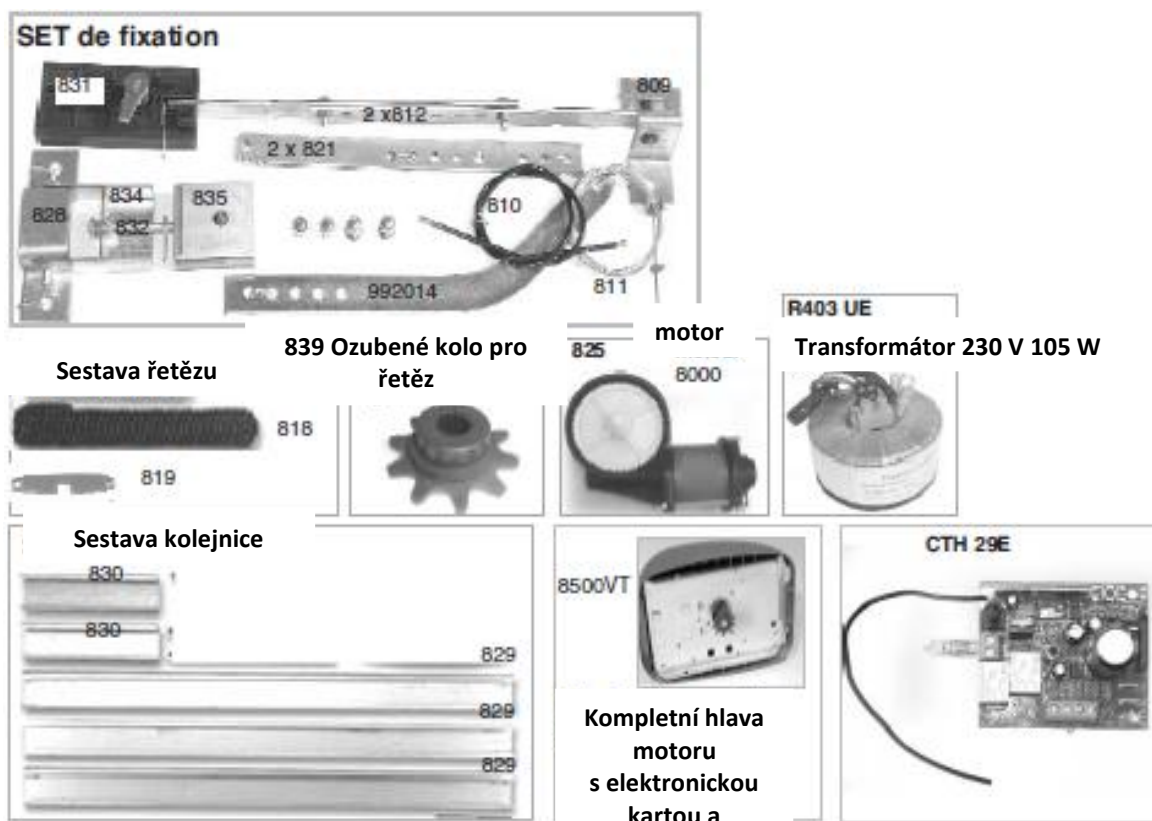 SET de fixation
831
809
2 x812
2 x 821
834
835
828
832
810
992014
811
R403 UE
Transformátor 230 V 105 W
motor
825
8000
839 Ozubené kolo pro
řetěz
Sestava řetězu
818
819
Sestava kolejnice
830
830
829
829
829
8500VT
Kompletní hlava
motoru
s elektronickou
kartou a
CTH 29E